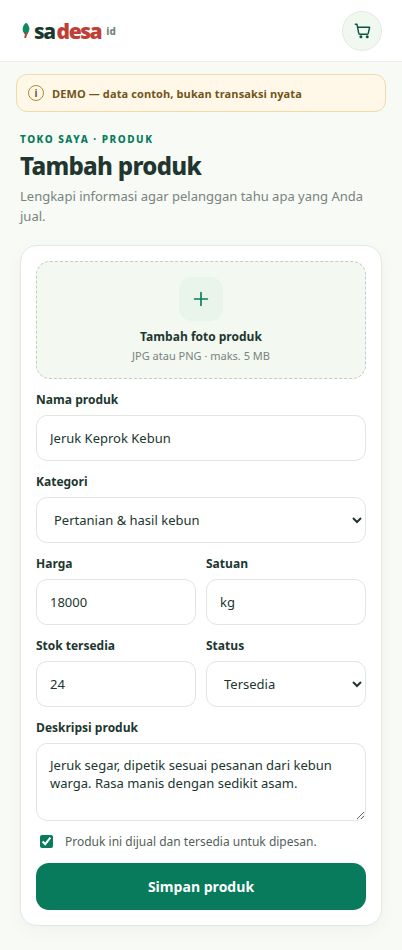 sadesa id
DEMO — data contoh, bukan transaksi nyata
TOKO SAYA · PRODUK
Tambah produk
Lengkapi informasi agar pelanggan tahu apa yang Anda
jual.
Tambah foto produk
JPG atau PNG · maks. 5 MB
Nama produk
Jeruk Keprok Kebun
Kategori
Pertanian & hasil kebun
Harga
Satuan
18000
kg
Stok tersedia
Status
24
Tersedia
Deskripsi produk
Jeruk segar, dipetik sesuai pesanan dari kebun
warga. Rasa manis dengan sedikit asam.
Produk ini dijual dan tersedia untuk dipesan.
Simpan produk